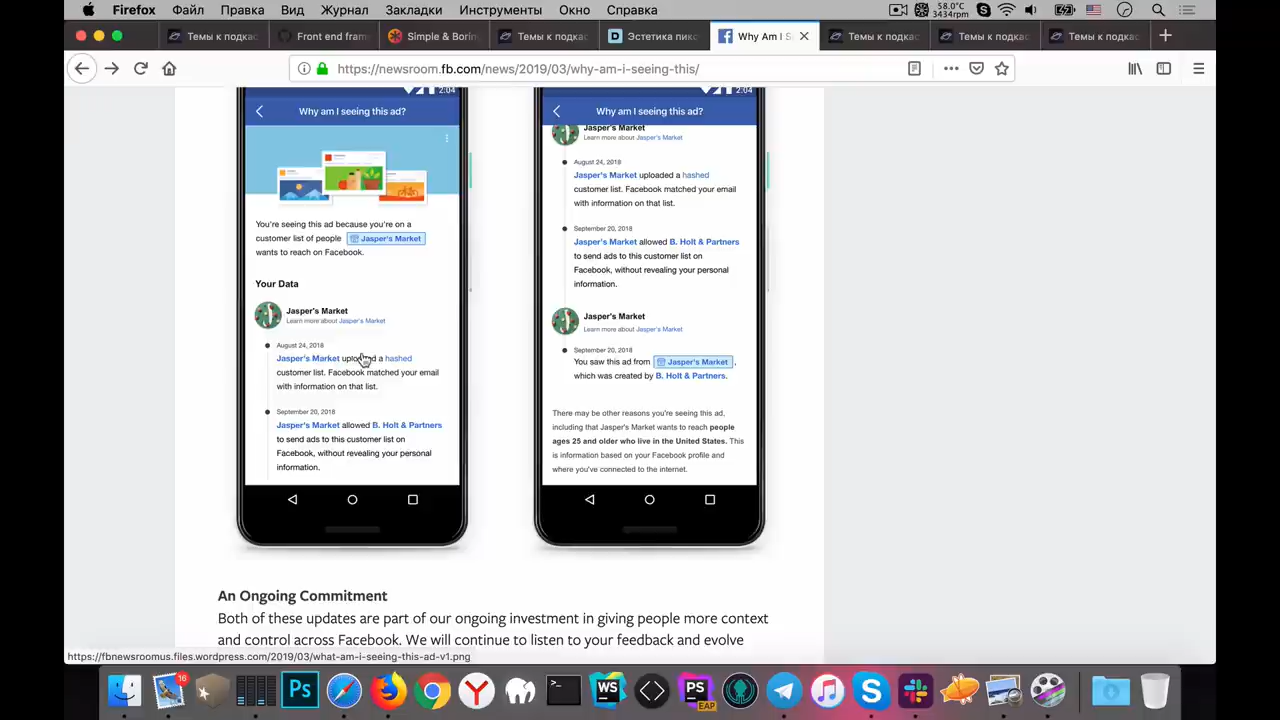 Firefox Файл Правка Вид Журнал Закладки Инструменты Окно Справка
58.0°C
3434rpm
Темы к подкас
Front end fram
Simple & Borin
Темы к подкас
Эстетика пикс
Why Am I S
Темы к подкас
Темы к подкас
Темы к подкас
https://newsroom.fb.com/news/2019/03/why-am-i-seeing-this/
2:04
Why am I seeing this ad?
You're seeing this ad because you're on a
customer list of people Jasper's Market
wants to reach on Facebook.
Your Data
Jasper's Market
Learn more about Jasper's Market
August 24, 2018
Jasper's Market uploaded a hashed
customer list. Facebook matched your email
with information on that list.
September 20, 2018
Jasper's Market allowed B. Holt & Partners
to send ads to this customer list on
Facebook, without revealing your personal
information.
2:04
Why am I seeing this ad?
Jasper's Market
Learn more about Jasper's Market
August 24, 2018
Jasper's Market uploaded a hashed
customer list. Facebook matched your email
with information on that list.
September 20, 2018
Jasper's Market allowed B. Holt & Partners
to send ads to this customer list on
Facebook, without revealing your personal
information.
Jasper's Market
Learn more about Jasper's Market
September 20, 2018
You saw this ad from Jasper's Market ,
which was created by B. Holt & Partners.
There may be other reasons you're seeing this ad,
including that Jasper's Market wants to reach people
ages 25 and older who live in the United States. This
is information based on your Facebook profile and
where you've connected to the internet.
An Ongoing Commitment
Both of these updates are part of our ongoing investment in giving people more context
and control across Facebook. We will continue to listen to your feedback and evolve
https://fbnewsroomus.files.wordpress.com/2019/03/what-am-i-seeing-this-ad-v1.png
16
Ps
WS
PS
EAP